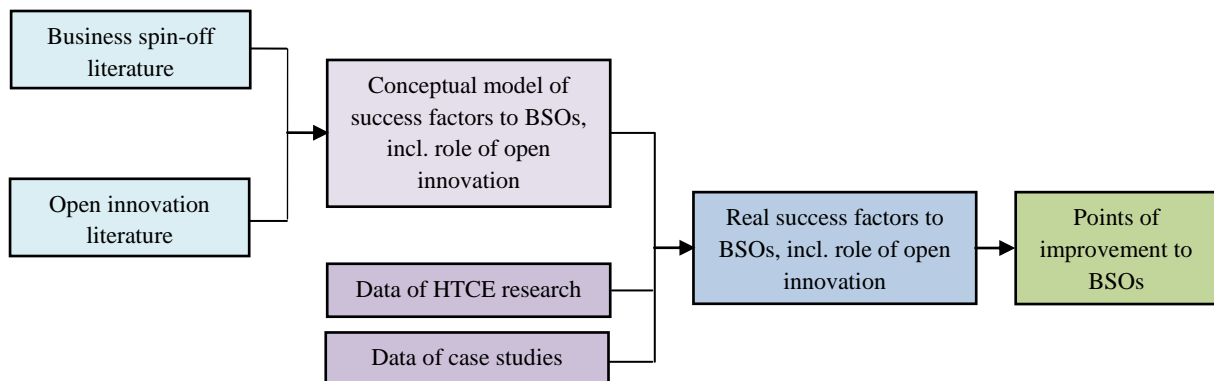 Business spin-off
literature
Open innovation
literature
Conceptual model of
success factors to BSOs,
incl. role of open
innovation
Data of HTCE research
Data of case studies
Real success factors to
BSOs, incl. role of open
innovation
Points of
improvement to
BSOs